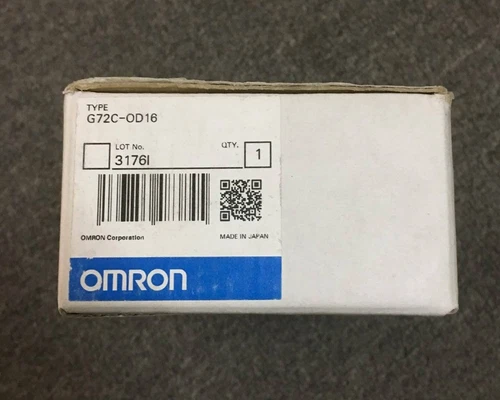 TYPE
G72C-OD16
LOT No. QTY.
3176I 1
OMRON Corporation MADE IN JAPAN
OMRON